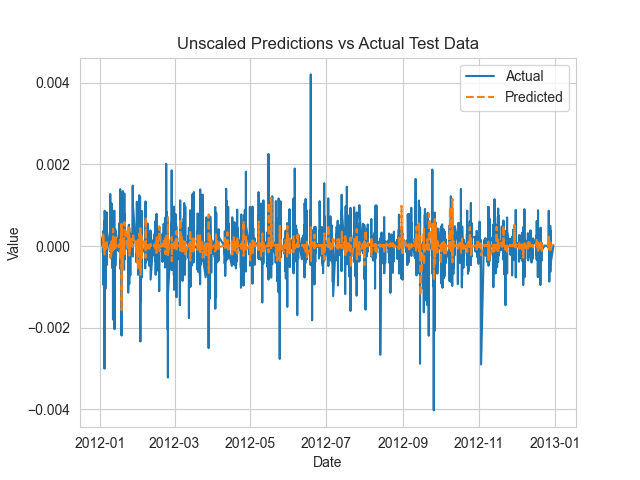 Unscaled Predictions vs Actual Test Data
Actual
Predicted
0.004
0.002
0.000
−0.002
−0.004
Value
2012-01
2012-03
2012-05
2012-07
2012-09
2012-11
2013-01
Date